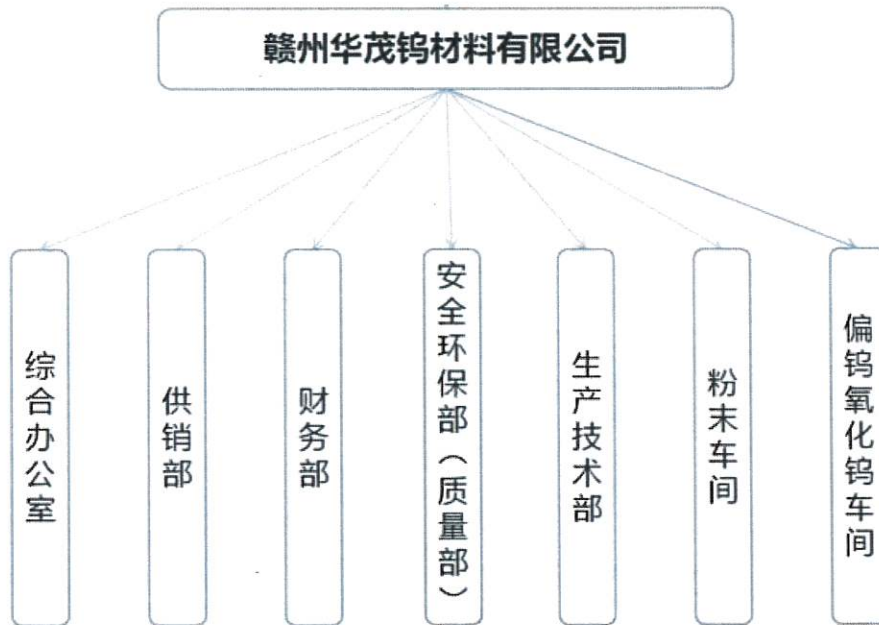 赣州华茂钨材料有限公司
综合办公室
供销部
财务部
安全环保部（质量部）
生产技术部
粉末车间
偏钨氧化钨车间